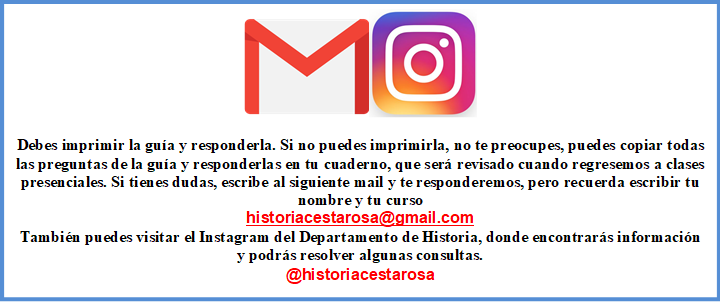 Debes imprimir la guía y responderla. Si no puedes imprimirla, no te preocupes, puedes copiar todas
las preguntas de la guía y responderlas en tu cuaderno, que será revisado cuando regresemos a clases
presenciales. Si tienes dudas, escribe al siguiente mail y te responderemos, pero recuerda escribir tu
nombre y tu curso
historiacestarosa@gmail.com
También puedes visitar el Instagram del Departamento de Historia, donde encontrarás información
y podrás resolver algunas consultas.
@historiacestarosa